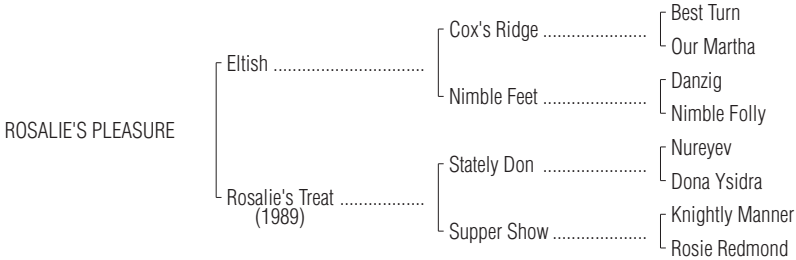 Best Turn
Cox's Ridge ......................
Our Martha
Eltish ................................
Danzig
Nimble Feet ......................
Nimble Folly
ROSALIE'S PLEASURE
Nureyev
Stately Don ......................
Dona Ysidra
Rosalie's Treat ..................
(1989)
Knightly Manner
Supper Show ....................
Rosie Redmond